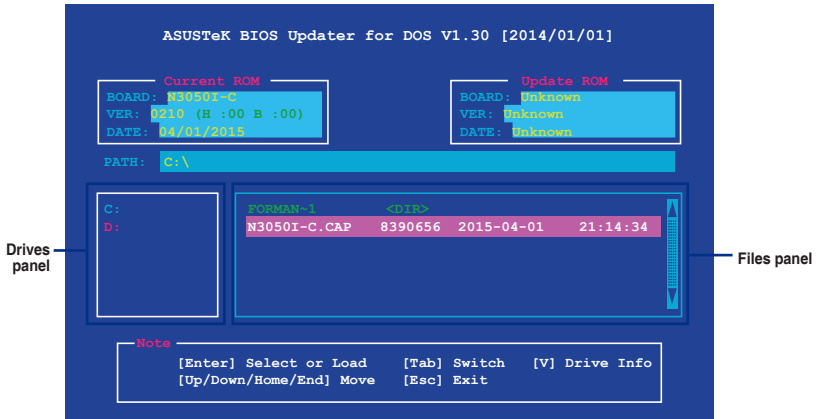 ASUSTeK BIOS Updater for DOS V1.30 [2014/01/01]
Current ROM
BOARD: N3050I-C
VER: 0210 (H :00 B :00)
DATE: 04/01/2015
Update ROM
BOARD: Unknown
VER: Unknown
DATE: Unknown
PATH: C:\
C:
D:
FORMAN~1 <DIR>
N3050I-C.CAP 8390656 2015-04-01 21:14:34
Drives
panel
Files panel
Note
[Enter] Select or Load [Tab] Switch [V] Drive Info
[Up/Down/Home/End] Move [Esc] Exit